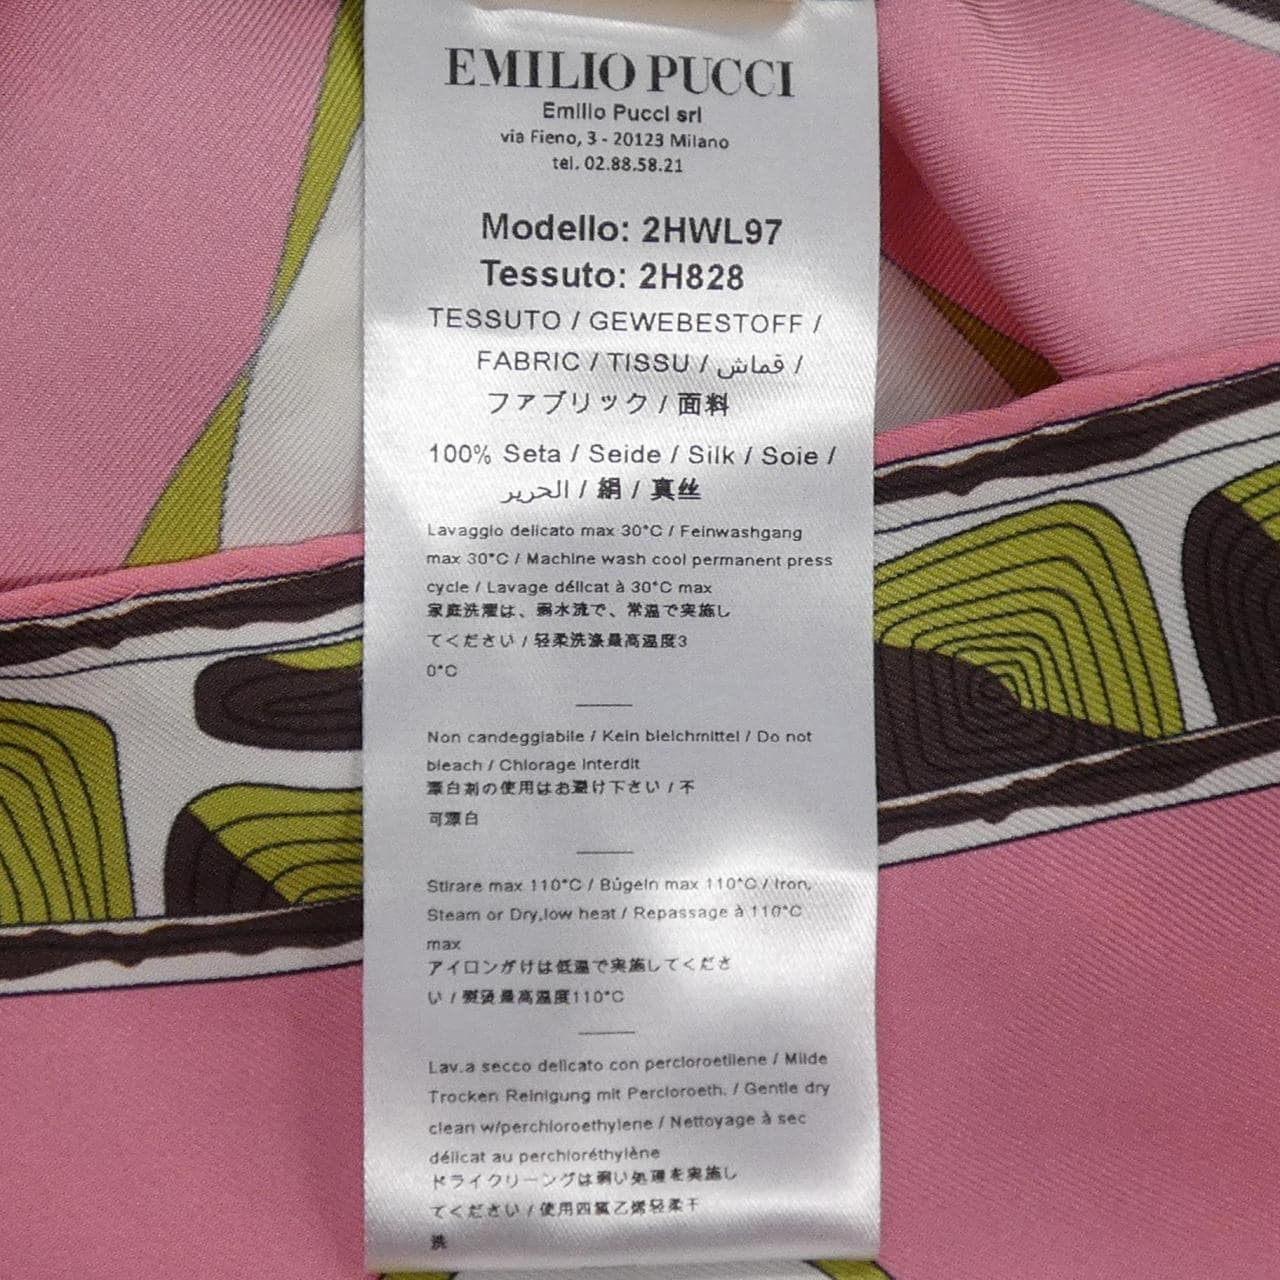 EMILIO PUCCI
Emilio Pucci srl
via Fieno, 3 - 20123 Milano
tel. 02.88.58.21
Modello: 2HWL97
Tessuto: 2H828
TESSUTO / GEWEBESTOFF /
FABRIC / TISSU / قماش /
ファブリック / 面料
100% Seta / Seide / Silk / Soie /
الحرير / 絹 / 真丝
Lavaggio delicato max 30°C / Feinwashgang
max 30°C / Machine wash cool permanent press
cycle / Lavage délicat à 30°C max
家庭洗濯は、弱水流で、常温で実施し
てください / 轻柔洗涤最高温度3
0°C
Non candeggiabile / Kein bleichmittel / Do not
bleach / Chlorage interdit
漂白剤の使用はお避け下さい / 不
可漂白
Stirare max 110°C / Bügeln max 110°C / Iron,
Steam or Dry,low heat / Repassage à 110°C
max
アイロンがけは低温で実施してくださ
い / 熨烫最高温度110°C
Lav.a secco delicato con percloroetilene / Milde
Trocken Reinigung mit Percloroeth. / Gentle dry
clean w/perchloroethylene / Nettoyage à sec
délicat au perchloréthylène
ドライクリーングは弱い処理を実施し
てください / 使用四氯乙烯轻柔干
洗